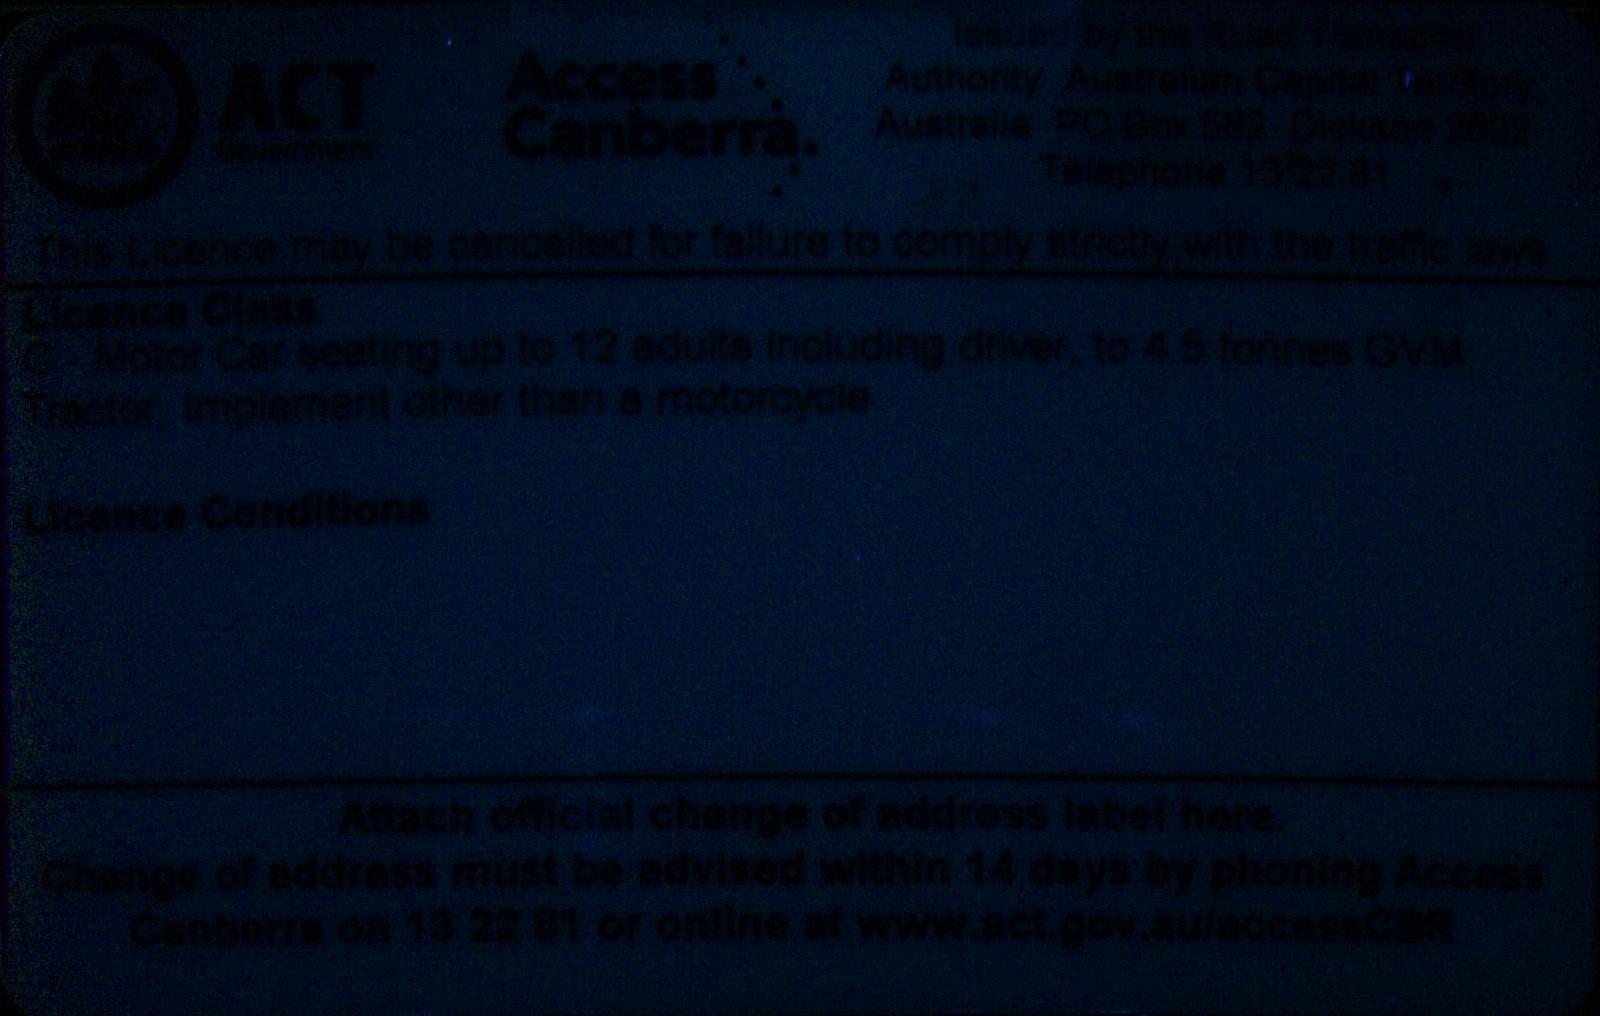 ACT
Government
Access
Canberra.
Issued by the Road Transport
Authority Australian Capital Territory,
Australia PO Box 582 Dickson 2602
Telephone 13 22 81
This Licence may be cancelled for failure to comply strictly with the traffic laws
Licence Class
C - Motor Car seating up to 12 adults including driver, to 4.5 tonnes GVM,
Tractor, Implement other than a motorcycle
Licence Conditions
Attach official change of address label here.
Change of address must be advised within 14 days by phoning Access
Canberra on 13 22 81 or online at www.act.gov.au/accessCBR